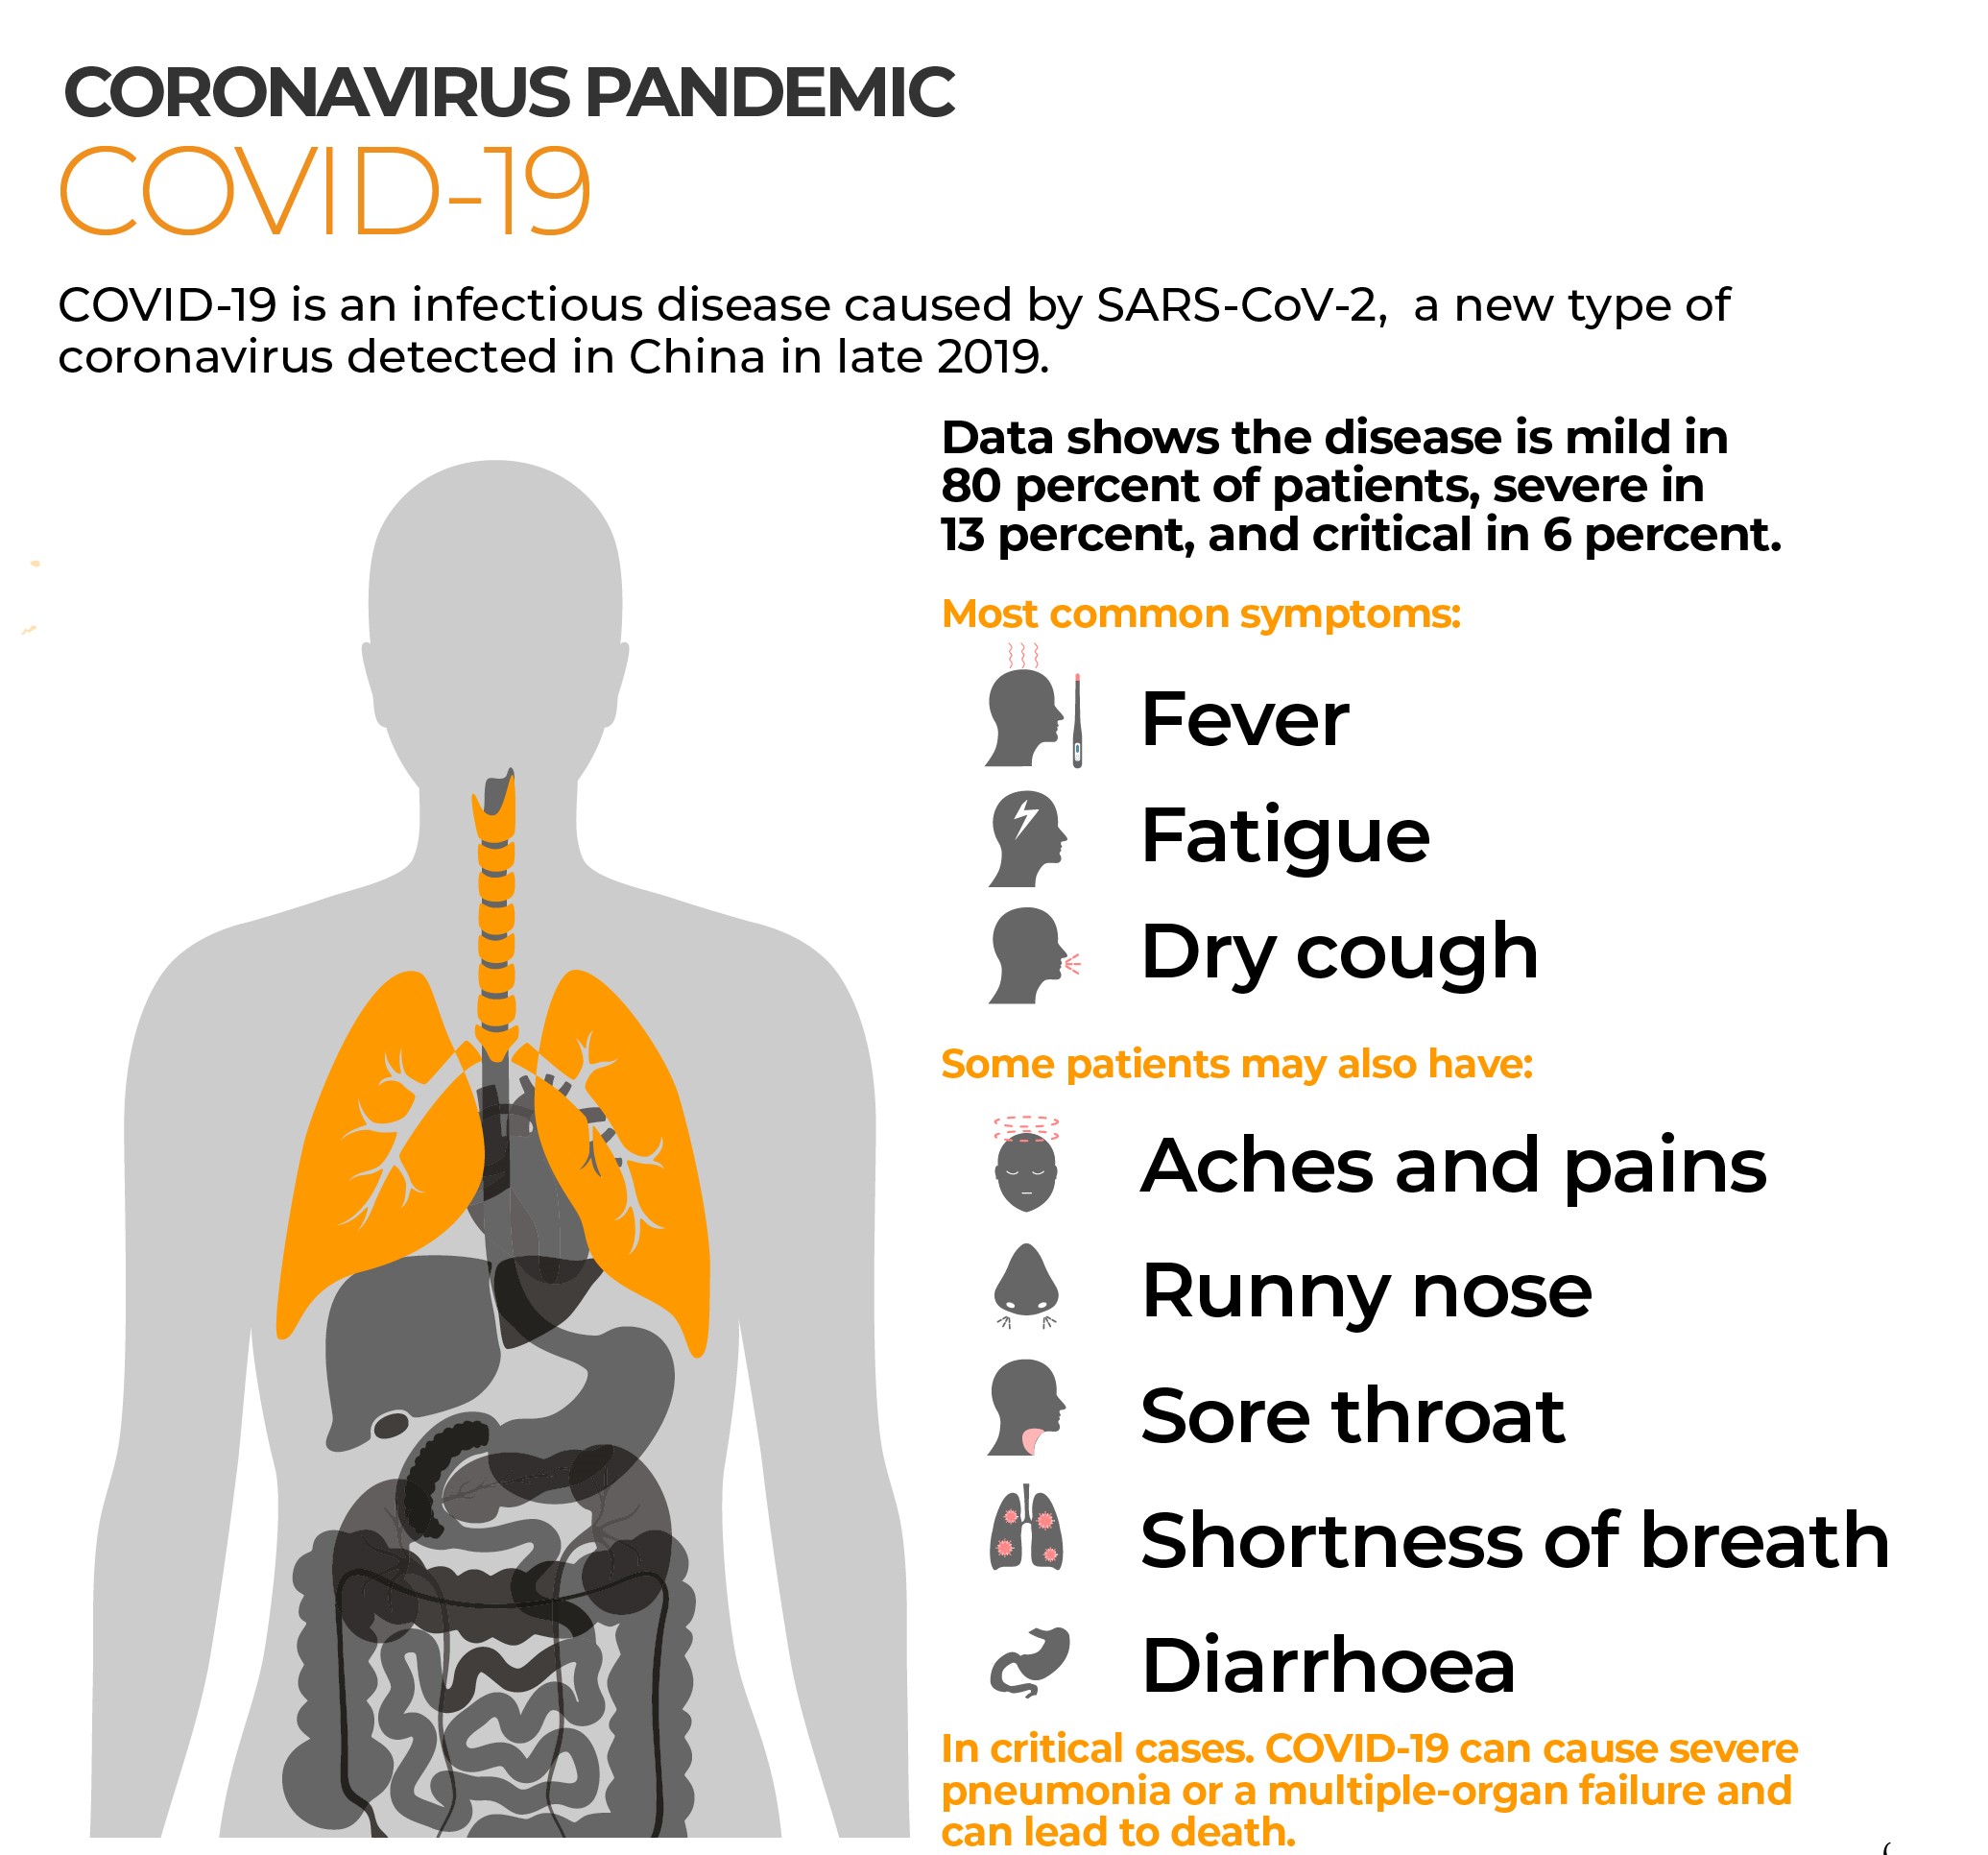 CORONAVIRUS PANDEMIC
COVID-19
COVID-19 is an infectious disease caused by SARS-CoV-2,  a new type of
coronavirus detected in China in late 2019.
Data shows the disease is mild in
80 percent of patients, severe in
13 percent, and critical in 6 percent.
Most common symptoms:
Fever
Fatigue
Dry cough
Some patients may also have:
Aches and pains
Runny nose
Sore throat
Shortness of breath
Diarrhoea
In critical cases. COVID-19 can cause severe
pneumonia or a multiple-organ failure and
can lead to death.